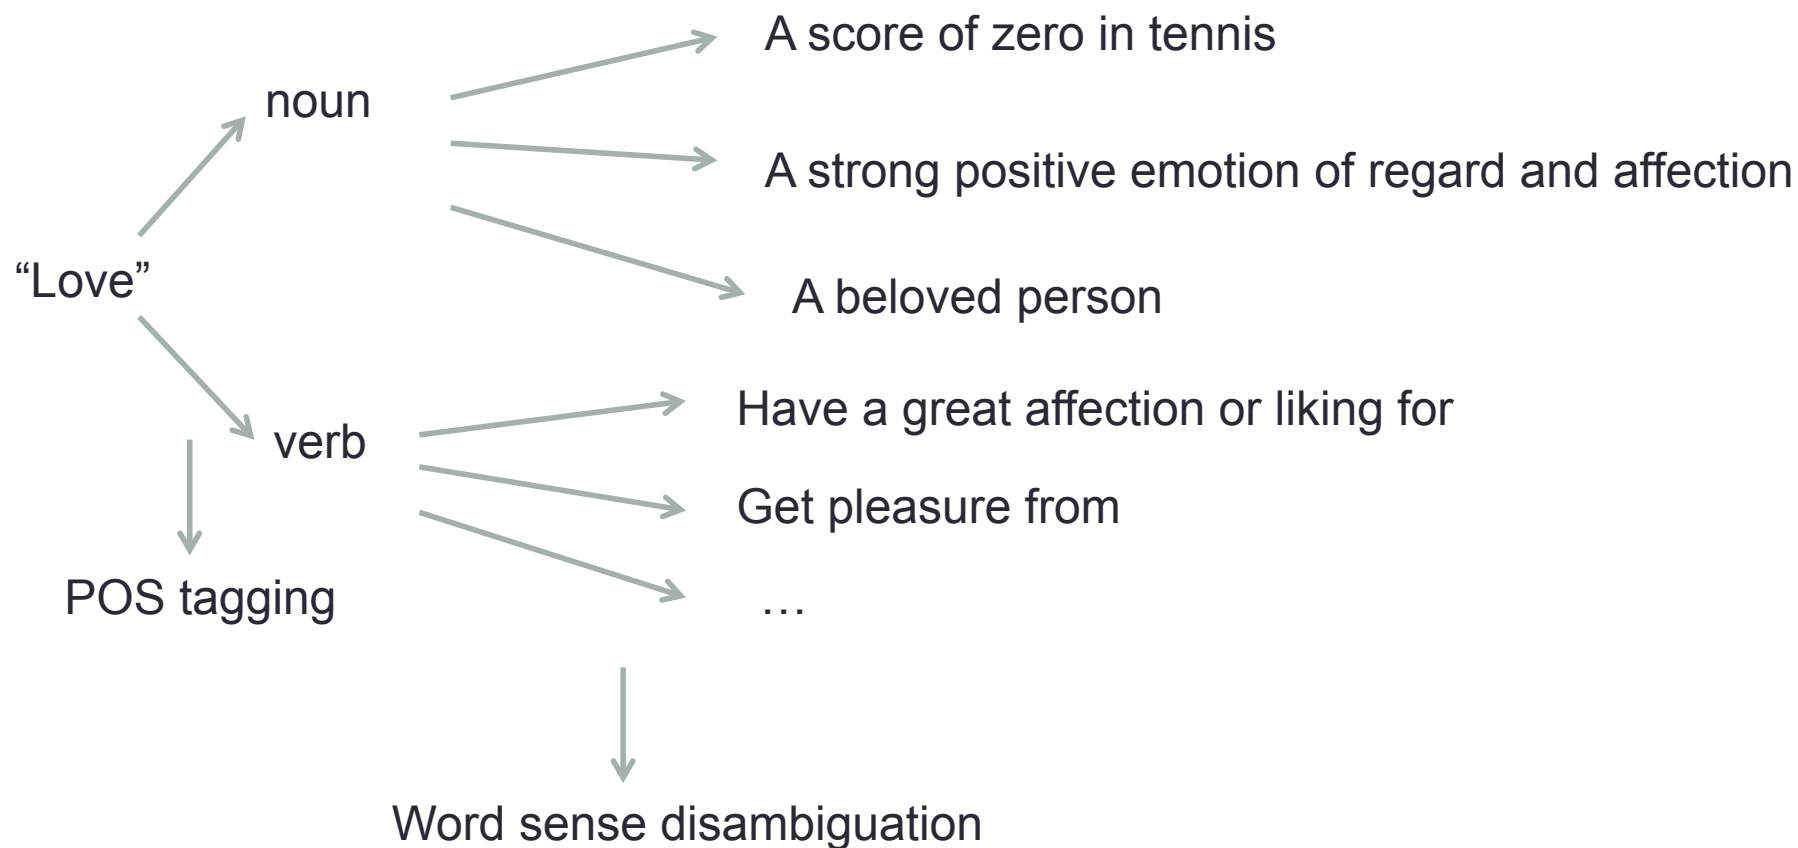 A score of zero in tennis
noun
A strong positive emotion of regard and affection
“Love”
A beloved person
Have a great affection or liking for
verb
Get pleasure from
POS tagging
…
Word sense disambiguation